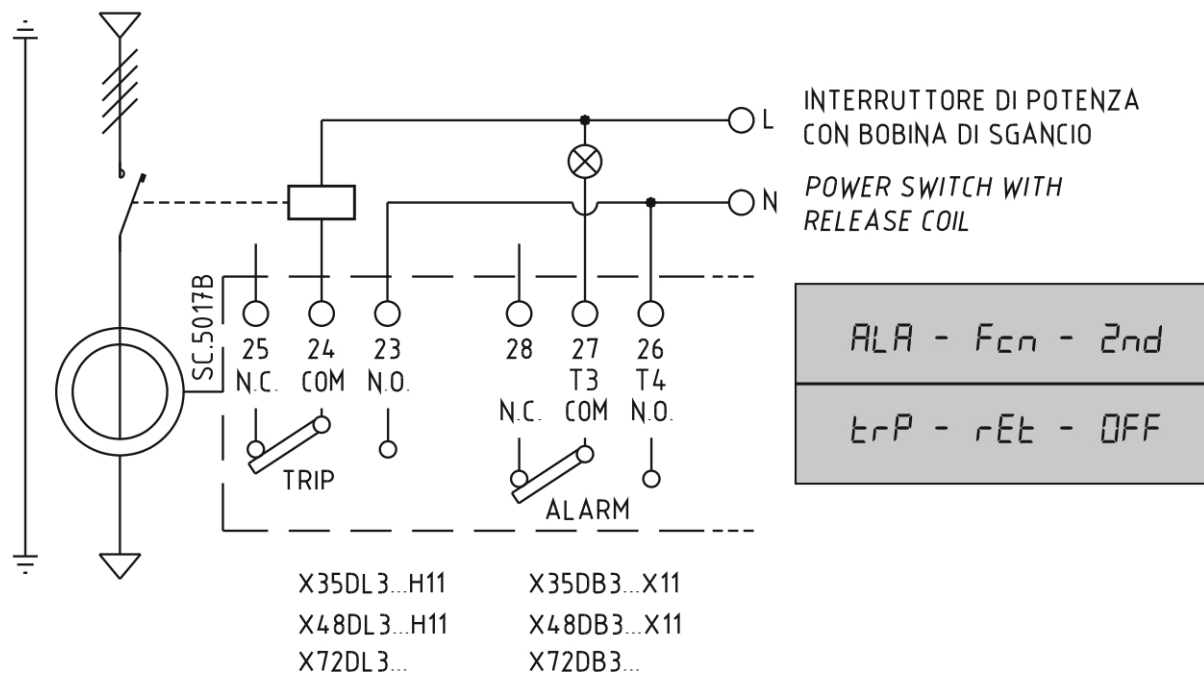 L
INTERRUTTORE DI POTENZA
CON BOBINA DI SGANCIO
N
POWER SWITCH WITH
RELEASE COIL
SC.5017B
25 24 23 28 27 26
T3 T4
N.C. COM N.O. N.C. COM N.O.
TRIP
ALARM
ALA - Fcn - 2nd
trP - rEt - OFF
X35DL3...H11 X35DB3...X11
X48DL3...H11 X48DB3...X11
X72DL3... X72DB3...